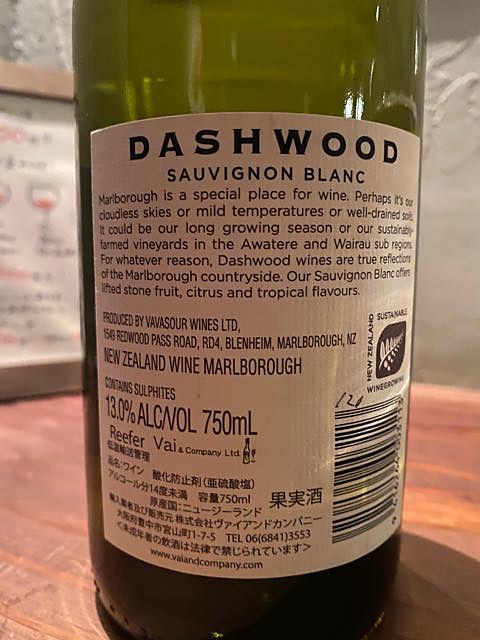 DASHWOOD
SAUVIGNON BLANC
Marlborough is a special place for wine. Perhaps it's our
cloudless skies or mild temperatures or well-drained soils.
It could be our long growing season or our sustainably
farmed vineyards in the Awatere and Wairau sub regions.
For whatever reason, Dashwood wines are true reflections
of the Marlborough countryside. Our Sauvignon Blanc offers
lifted stone fruit, citrus and tropical flavours.
PRODUCED BY VAVASOUR WINES LTD,
1549 REDWOOD PASS ROAD, RD4, BLENHEIM, MARLBOROUGH, NZ
NEW ZEALAND WINE MARLBOROUGH
SUSTAINABLE
NEW ZEALAND
WINEGROWING
CONTAINS SULPHITES
13.0% ALC/VOL 750mL
Reefer Vai & Company Ltd.
低温輸送管理
品名:ワイン 酸化防止剤(亜硫酸塩)
アルコール分14度未満 容量750ml
原産国:ニュージーランド
果実酒
輸入業者及び販売元 株式会社ヴァイアンドカンパニー
大阪府豊中市宮山町1-7-5 TEL 06(6841)3553
<未成年者の飲酒は法律で禁じられています>
www.vaiandcompany.com